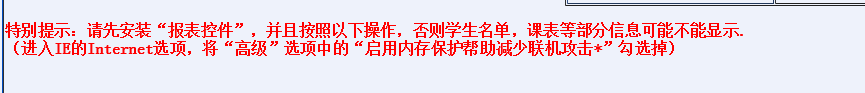 特别提示：请先安装“报表控件”，并且按照以下操作，否则学生名单，课表等部分信息可能不能显示.
（进入IE的Internet选项，将“高级”选项中的“启用内存保护帮助减少联机攻击*”勾选掉）